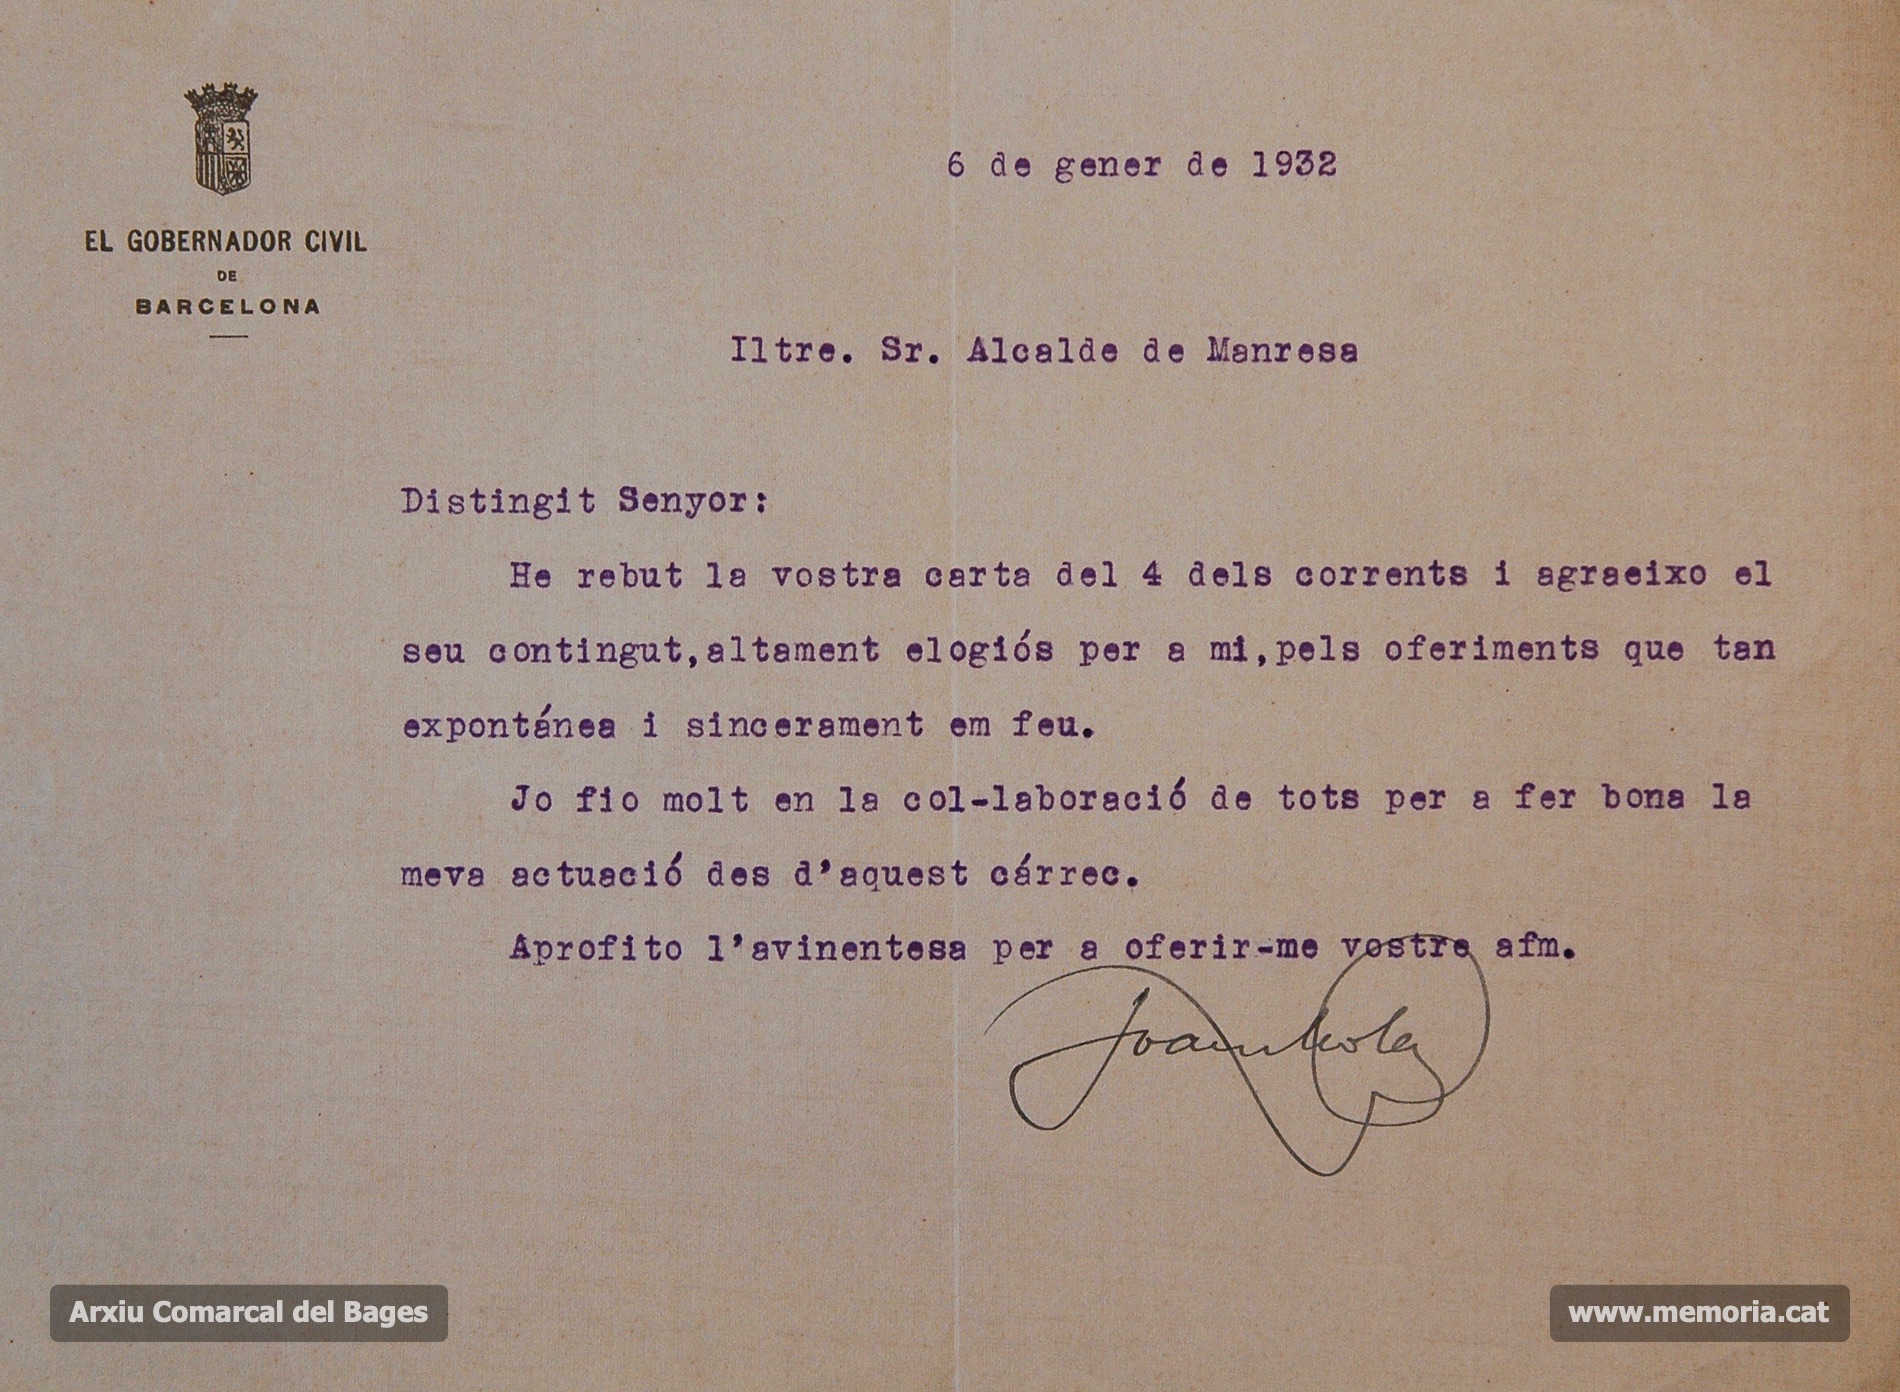 EL GOBERNADOR CIVIL
DE
BARCELONA
6 de gener de 1932
Iltre. Sr. Alcalde de Manresa
Distingit Senyor:
He rebut la vostra carta del 4 dels corrents i agraeixo el
seu contingut,altament elogiós per a mi,pels oferiments que tan
expontánea i sincerament em feu.
Jo fio molt en la col-laboració de tots per a fer bona la
meva actuació des d'aquest cárrec.
Aprofito l'avinentesa per a oferir-me vostre afm.
Joan Moles
Arxiu Comarcal del Bages
www.memoria.cat